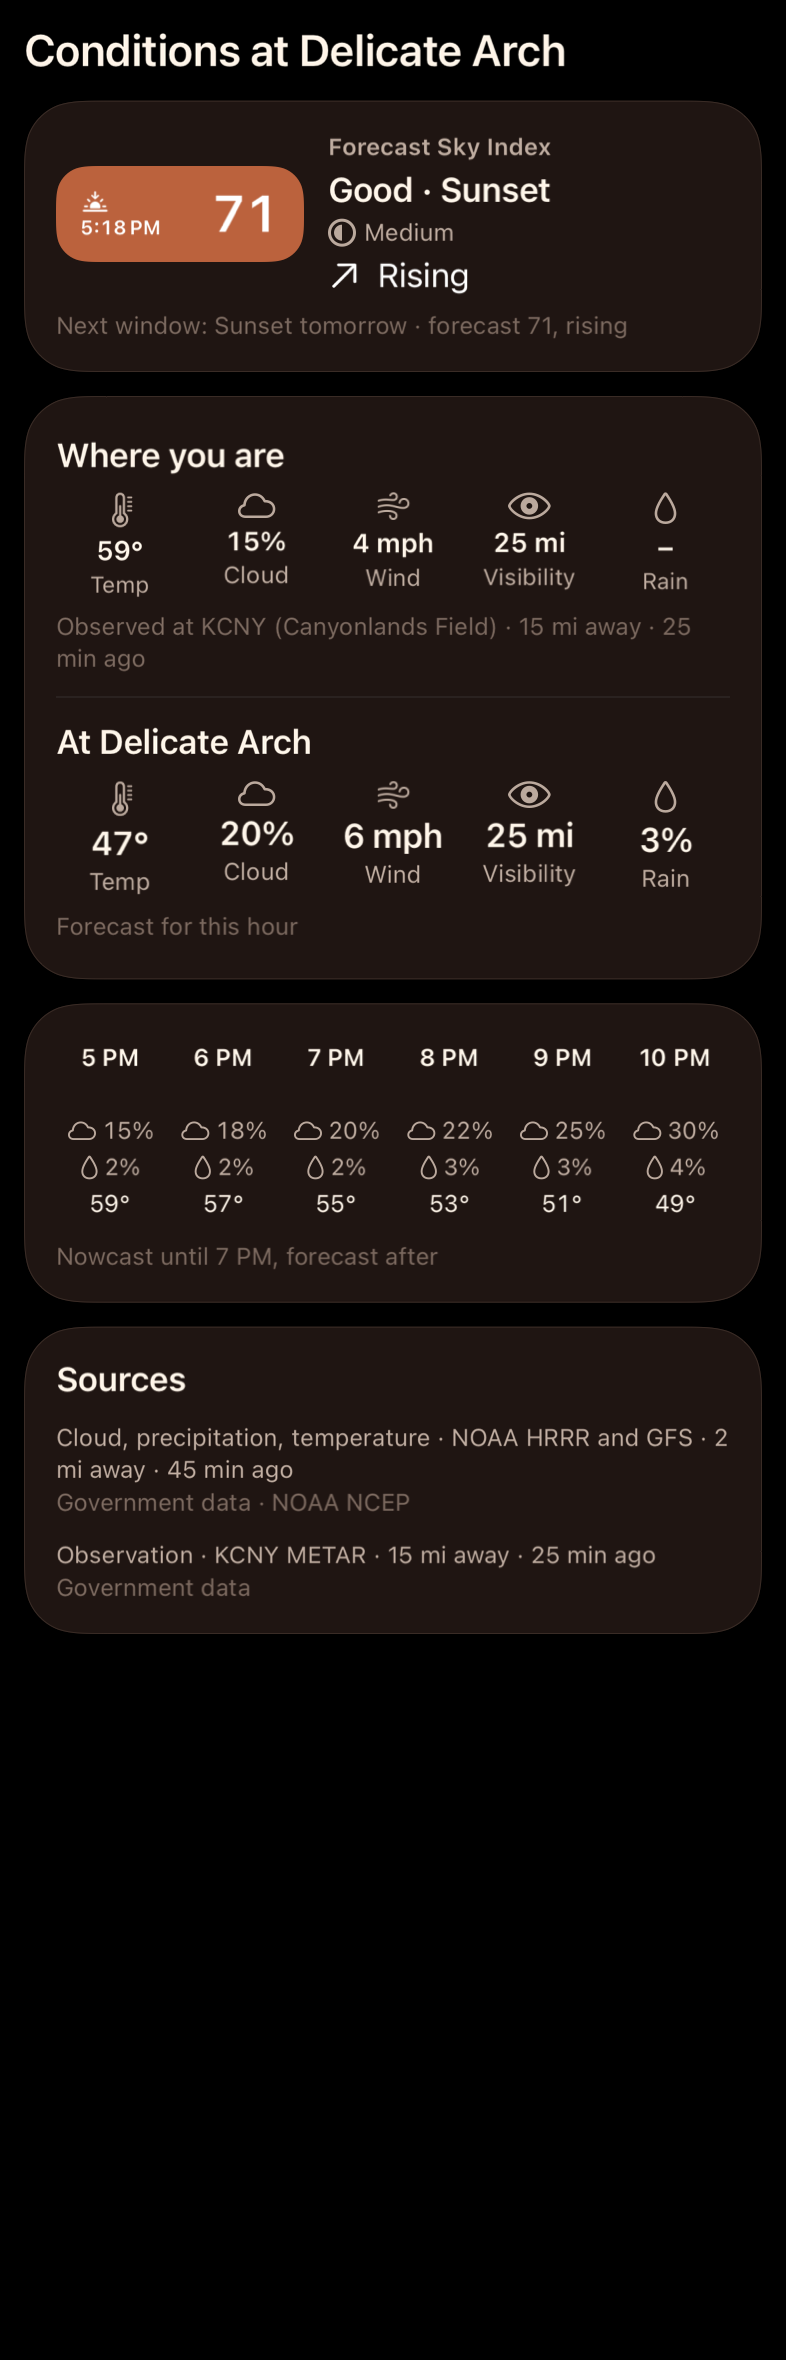 Conditions at Delicate Arch
Forecast Sky Index
5:18 PM
71
Good · Sunset
Medium
Rising
Next window: Sunset tomorrow · forecast 71, rising
Where you are
59° 15% 4 mph 25 mi –
Temp Cloud Wind Visibility Rain
Observed at KCNY (Canyonlands Field) · 15 mi away · 25
min ago
At Delicate Arch
47° 20% 6 mph 25 mi 3%
Temp Cloud Wind Visibility Rain
Forecast for this hour
5 PM 6 PM 7 PM 8 PM 9 PM 10 PM
15% 18% 20% 22% 25% 30%
2% 2% 2% 3% 3% 4%
59° 57° 55° 53° 51° 49°
Nowcast until 7 PM, forecast after
Sources
Cloud, precipitation, temperature · NOAA HRRR and GFS · 2
mi away · 45 min ago
Government data · NOAA NCEP
Observation · KCNY METAR · 15 mi away · 25 min ago
Government data